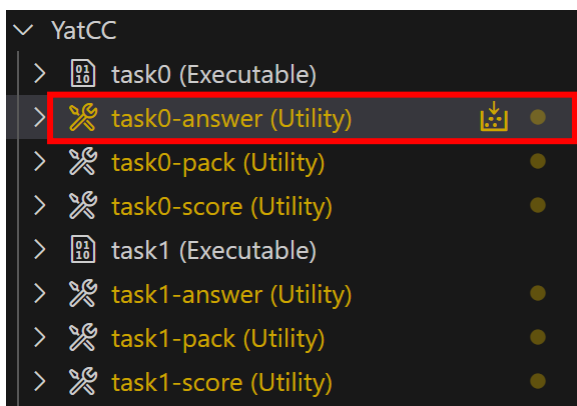 YatCC
task0 (Executable)
task0-answer (Utility)
task0-pack (Utility)
task0-score (Utility)
task1 (Executable)
task1-answer (Utility)
task1-pack (Utility)
task1-score (Utility)